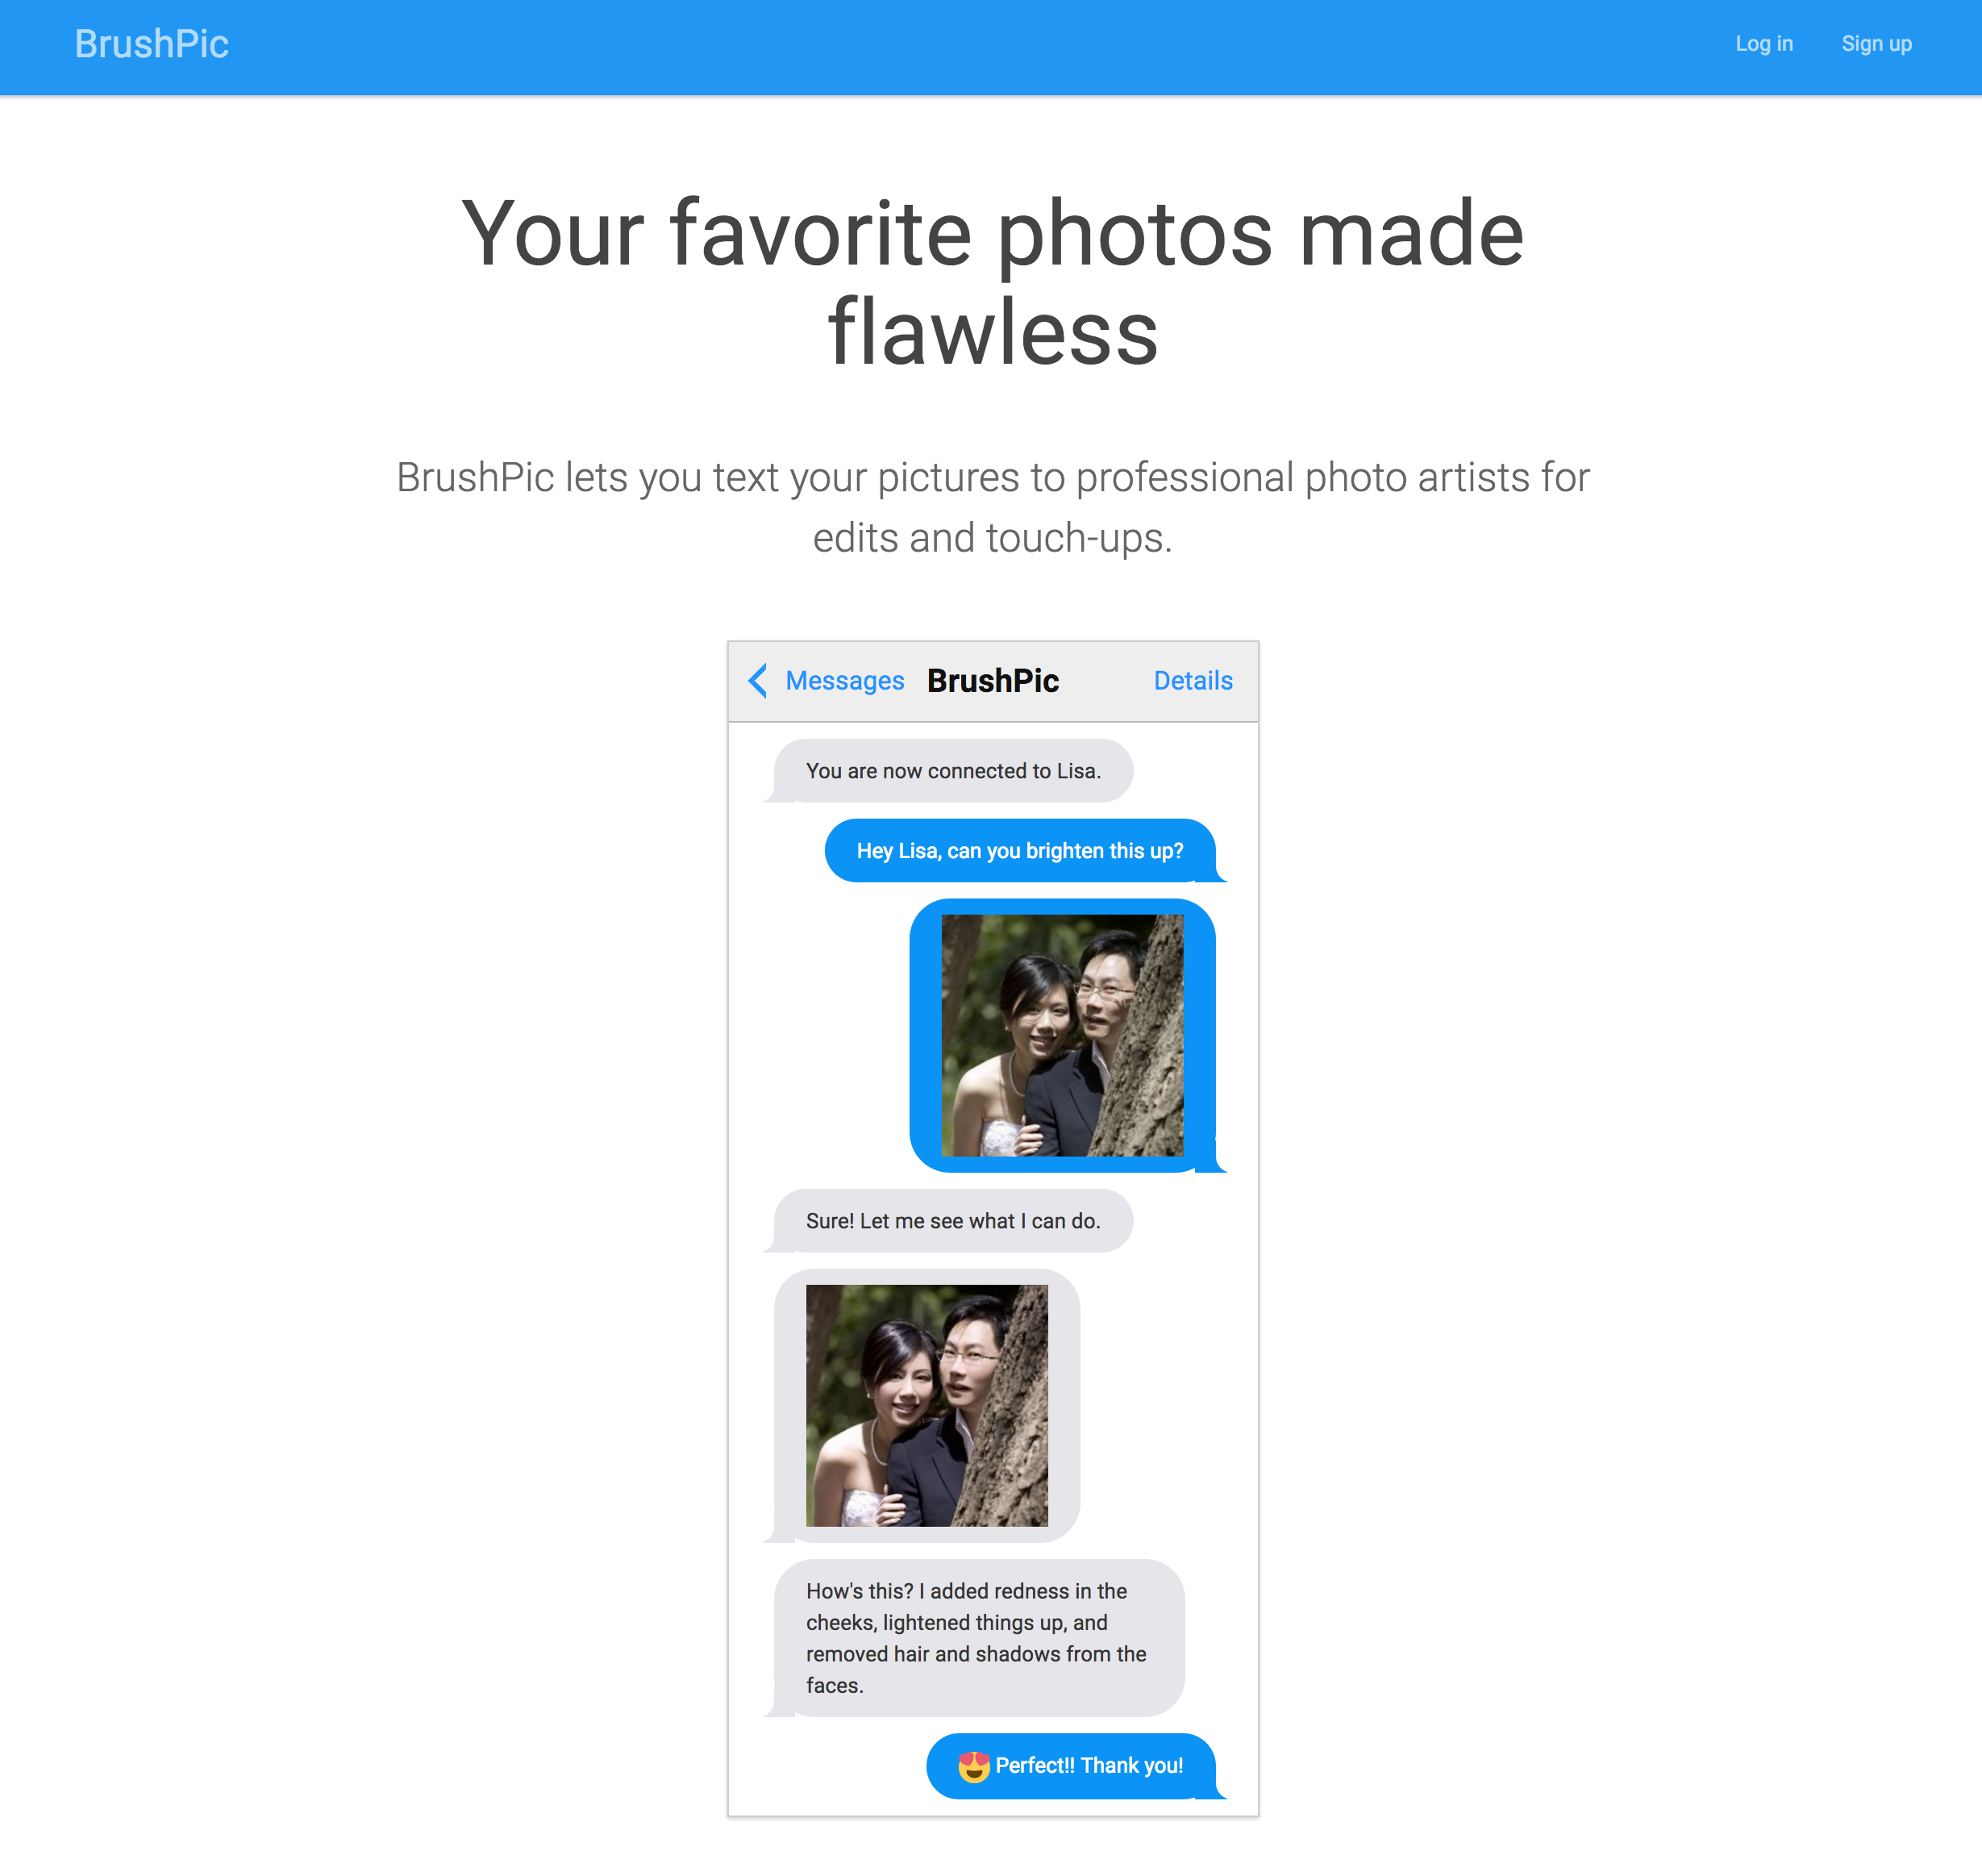 BrushPic
Log in
Sign up
Your favorite photos made
flawless
BrushPic lets you text your pictures to professional photo artists for
edits and touch-ups.
Messages
BrushPic
Details
You are now connected to Lisa.
Hey Lisa, can you brighten this up?
Sure! Let me see what I can do.
How's this? I added redness in the
cheeks, lightened things up, and
removed hair and shadows from the
faces.
😍 Perfect!! Thank you!